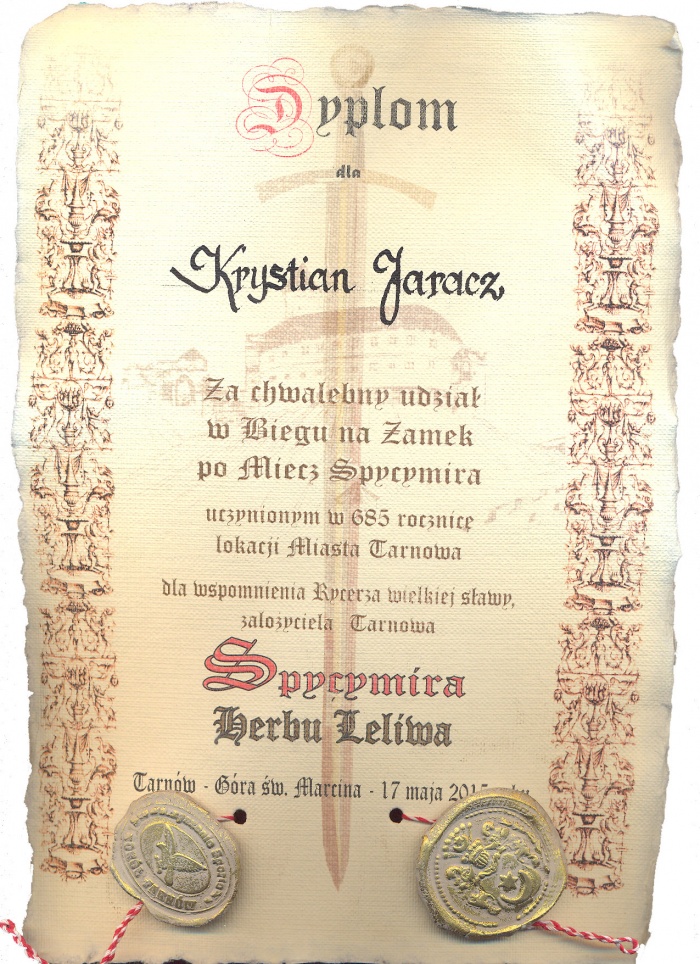 Dyplom
dla
Krystian Jaracz
Za chwalebny udział
w Biegu na Zamek
po Miecz Spycymira
uczynionym w 685 rocznicę
lokacji Miasta Tarnowa
dla wspomnienia Rycerza wielkiej sławy,
założyciela Tarnowa
Spycymira
Herbu Leliwa
Tarnów - Góra św. Marcina - 17 maja 2015